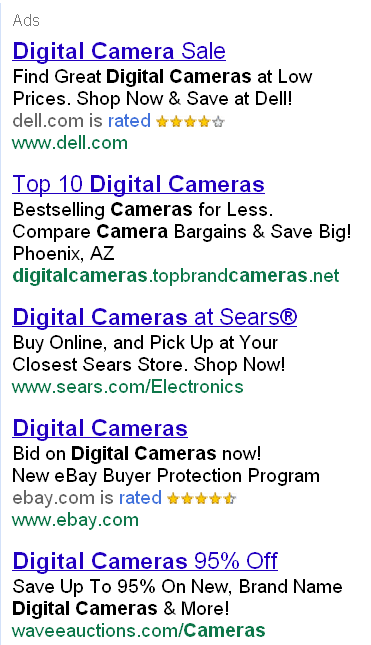 Ads
Digital Camera Sale
Find Great Digital Cameras at Low
Prices. Shop Now & Save at Dell!
dell.com is rated
www.dell.com
Top 10 Digital Cameras
Bestselling Cameras for Less.
Compare Camera Bargains & Save Big!
Phoenix, AZ
digitalcameras.topbrandcameras.net
Digital Cameras at Sears®
Buy Online, and Pick Up at Your
Closest Sears Store. Shop Now!
www.sears.com/Electronics
Digital Cameras
Bid on Digital Cameras now!
New eBay Buyer Protection Program
ebay.com is rated
www.ebay.com
Digital Cameras 95% Off
Save Up To 95% On New, Brand Name
Digital Cameras & More!
waveeauctions.com/Cameras